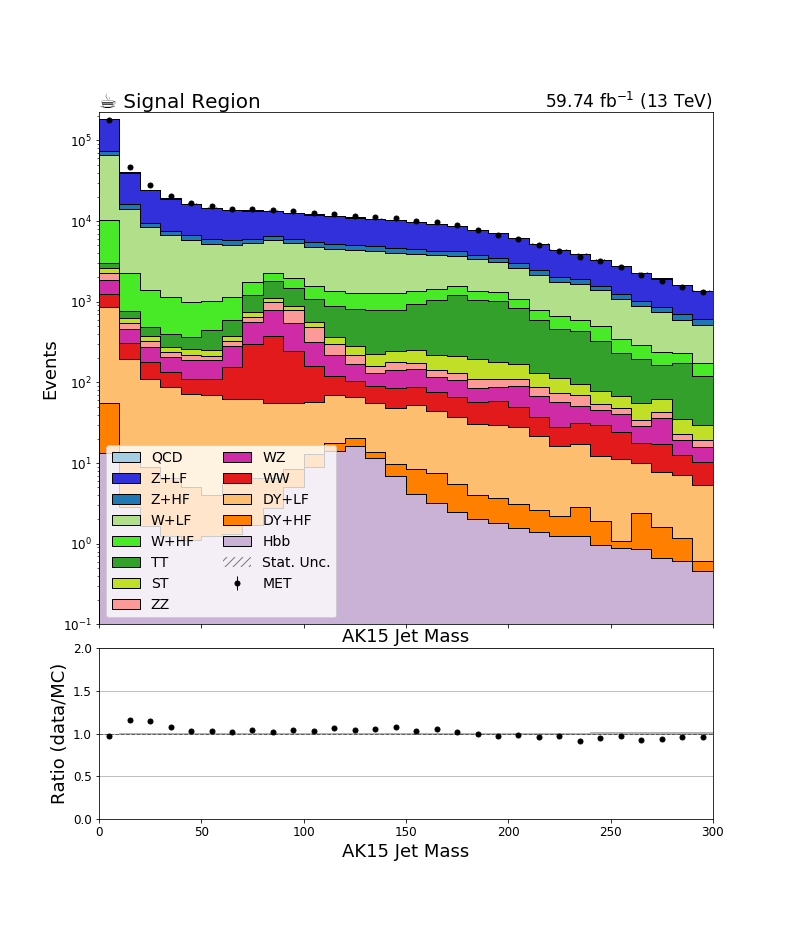 ☕ Signal Region
59.74 fb⁻¹ (13 TeV)
Events
10⁵
10⁴
10³
10²
10¹
10⁰
10⁻¹
QCD
Z+LF
Z+HF
W+LF
W+HF
TT
ST
ZZ
WZ
WW
DY+LF
DY+HF
Hbb
Stat. Unc.
MET
AK15 Jet Mass
Ratio (data/MC)
2.0
1.5
1.0
0.5
0.0
0 50 100 150 200 250 300
AK15 Jet Mass